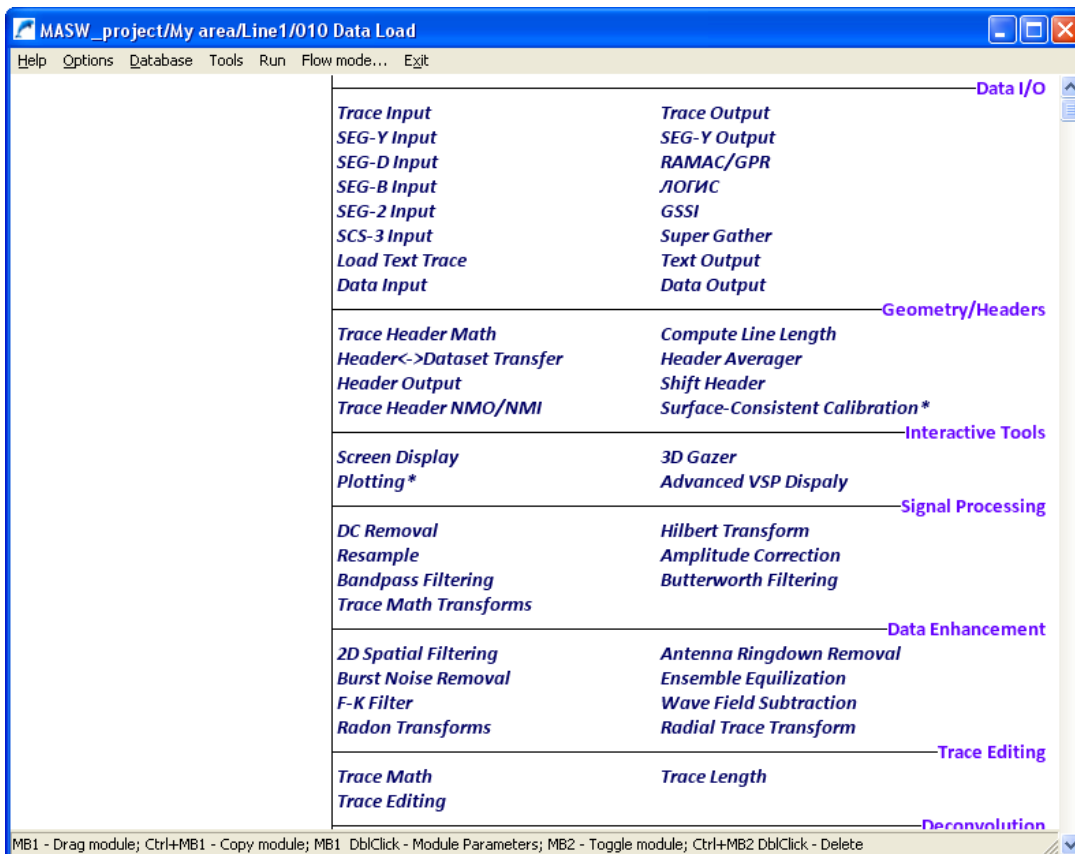 MASW_project/My area/Line1/010 Data Load
Help Options Database Tools Run Flow mode... Exit
Data I/O
Trace Input Trace Output
SEG-Y Input SEG-Y Output
SEG-D Input RAMAC/GPR
SEG-B Input ЛОГИС
SEG-2 Input GSSI
SCS-3 Input Super Gather
Load Text Trace Text Output
Data Input Data Output
Geometry/Headers
Trace Header Math Compute Line Length
Header<->Dataset Transfer Header Averager
Header Output Shift Header
Trace Header NMO/NMI Surface-Consistent Calibration*
Interactive Tools
Screen Display 3D Gazer
Plotting* Advanced VSP Dispaly
Signal Processing
DC Removal Hilbert Transform
Resample Amplitude Correction
Bandpass Filtering Butterworth Filtering
Trace Math Transforms
Data Enhancement
2D Spatial Filtering Antenna Ringdown Removal
Burst Noise Removal Ensemble Equilization
F-K Filter Wave Field Subtraction
Radon Transforms Radial Trace Transform
Trace Editing
Trace Math Trace Length
Trace Editing
Deconvolution
MB1 - Drag module; Ctrl+MB1 - Copy module; MB1 DblClick - Module Parameters; MB2 - Toggle module; Ctrl+MB2 DblClick - Delete